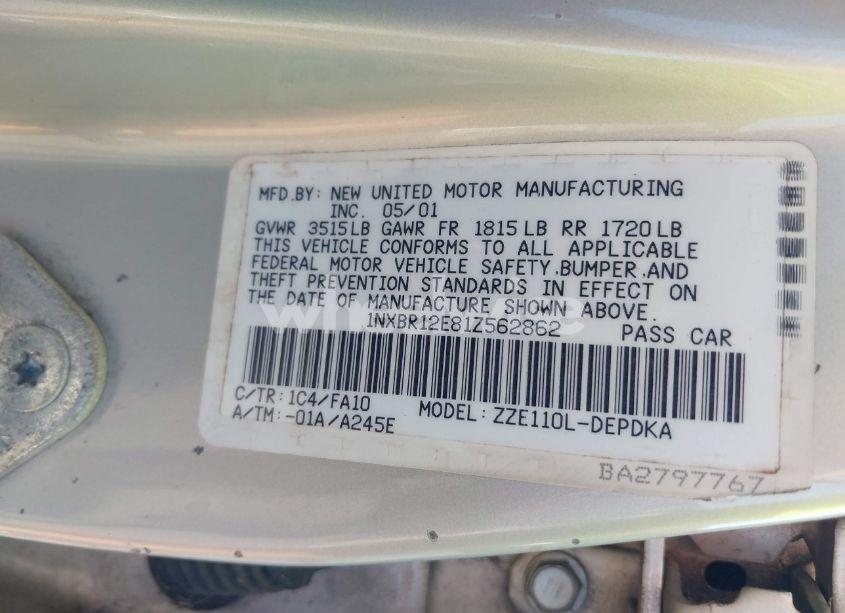 MFD.BY: NEW UNITED MOTOR MANUFACTURING
INC. 05/01
GVWR 3515LB GAWR FR 1815LB RR 1720LB
THIS VEHICLE CONFORMS TO ALL APPLICABLE
FEDERAL MOTOR VEHICLE SAFETY,BUMPER,AND
THEFT PREVENTION STANDARDS IN EFFECT ON
THE DATE OF MANUFACTURE SHOWN ABOVE.
1NXBR12E81Z562862 PASS CAR
C/TR:1C4/FA10
A/TM:-01A/A245E MODEL: ZZE110L-DEPDKA
BA2797767